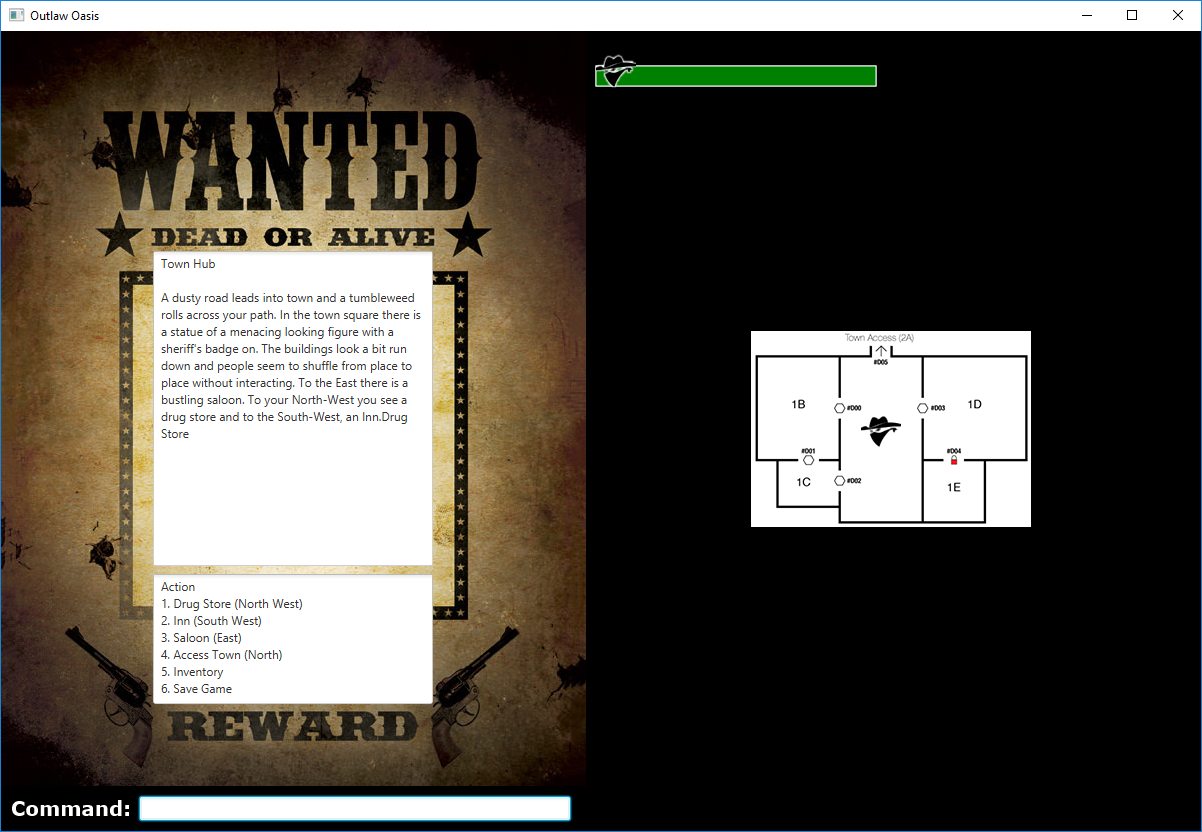 Outlaw Oasis
WANTED
DEAD OR ALIVE
Town Hub
A dusty road leads into town and a tumbleweed
rolls across your path. In the town square there is
a statue of a menacing looking figure with a
sheriff's badge on. The buildings look a bit run
down and people seem to shuffle from place to
place without interacting. To the East there is a
bustling saloon. To your North-West you see a
drug store and to the South-West, an Inn.Drug
Store
Action
1. Drug Store (North West)
2. Inn (South West)
3. Saloon (East)
4. Access Town (North)
5. Inventory
6. Save Game
REWARD
Command:
Town Access (2A)
#D05
1B
#D00
#D03
1D
#D01
#D04
1C
#D02
1E